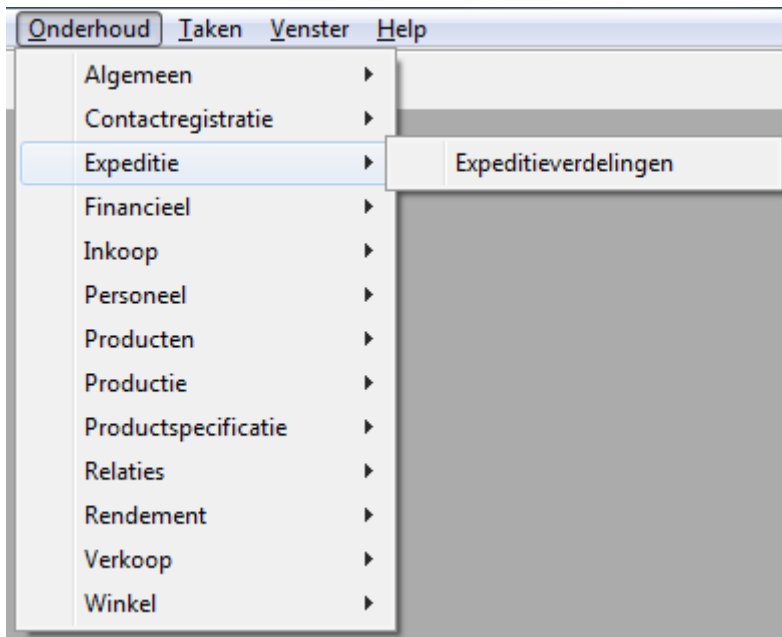 Onderhoud Taken Venster Help
Algemeen
Contactregistratie
Expeditie Expeditieverdelingen
Financieel
Inkoop
Personeel
Producten
Productie
Productspecificatie
Relaties
Rendement
Verkoop
Winkel